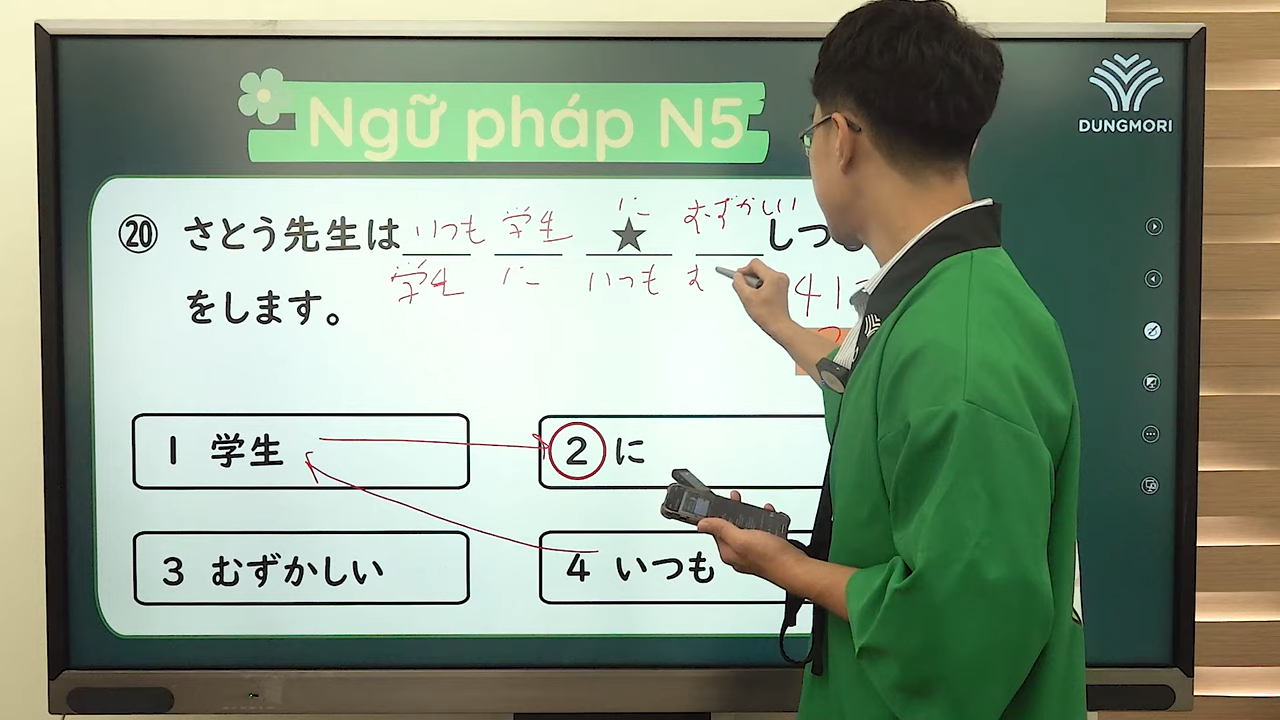 Ngữ pháp N5
DUNGMORI
いつも 学生 に むずかしい
⑳ さとう先生は ★ しつ
学生 に いつも む
41
をします。
1 学生
2 に
3 むずかしい
4 いつも